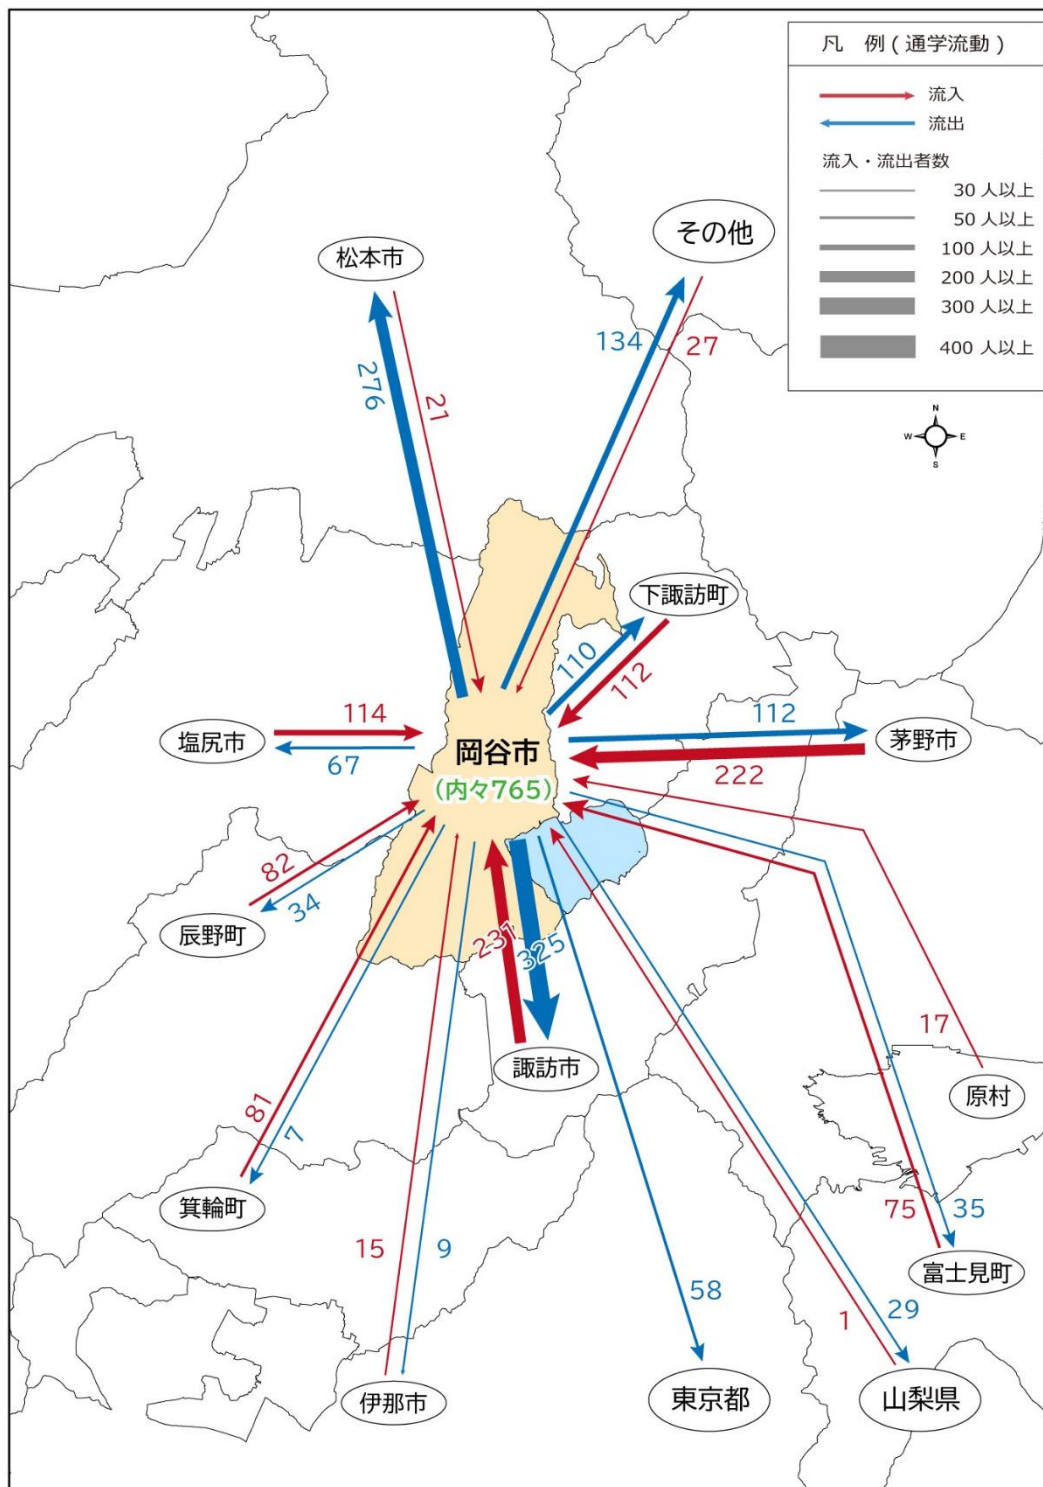 凡 例 ( 通学流動 )
流入
流出
流入・流出者数
30 人以上
50 人以上
100 人以上
200 人以上
300 人以上
400 人以上
N
W E
S
その他
松本市
134
27
276
21
下諏訪町
110
112
114
塩尻市
67
岡谷市
(内々765)
112
茅野市
222
82
34
辰野町
231
325
諏訪市
17
原村
81
7
箕輪町
75
35
富士見町
15
9
58
1
29
伊那市
東京都
山梨県